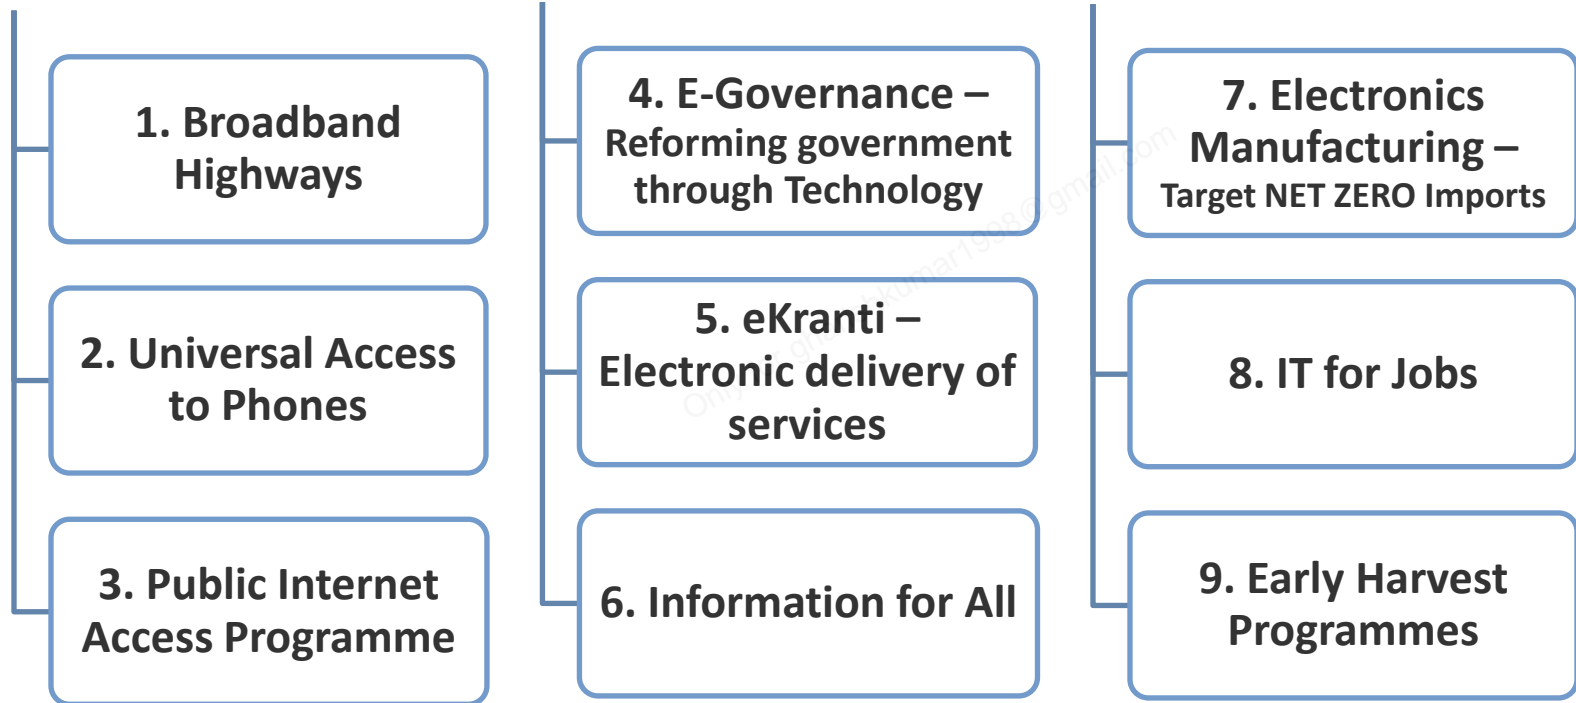 1. Broadband
Highways
2. Universal Access
to Phones
3. Public Internet
Access Programme
4. E-Governance –
Reforming government
through Technology
5. eKranti –
Electronic delivery of
services
6. Information for All
7. Electronics
Manufacturing –
Target NET ZERO Imports
8. IT for Jobs
9. Early Harvest
Programmes